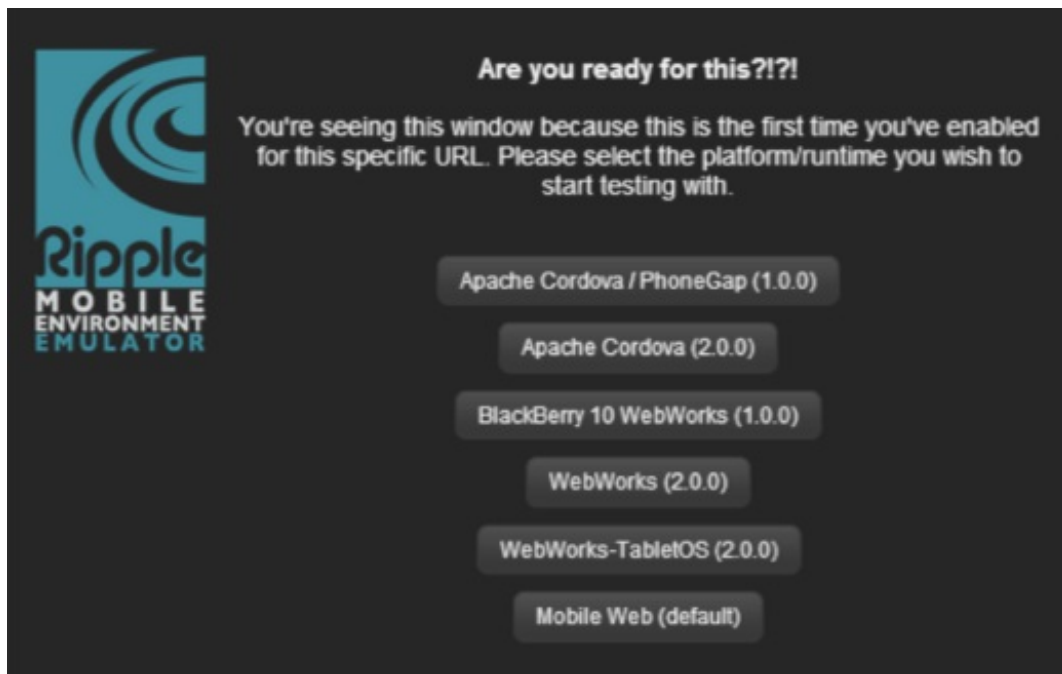 Ripple
MOBILE
ENVIRONMENT
EMULATOR
Are you ready for this?!?!
You're seeing this window because this is the first time you've enabled
for this specific URL. Please select the platform/runtime you wish to
start testing with.
Apache Cordova / PhoneGap (1.0.0)
Apache Cordova (2.0.0)
BlackBerry 10 WebWorks (1.0.0)
WebWorks (2.0.0)
WebWorks-TabletOS (2.0.0)
Mobile Web (default)